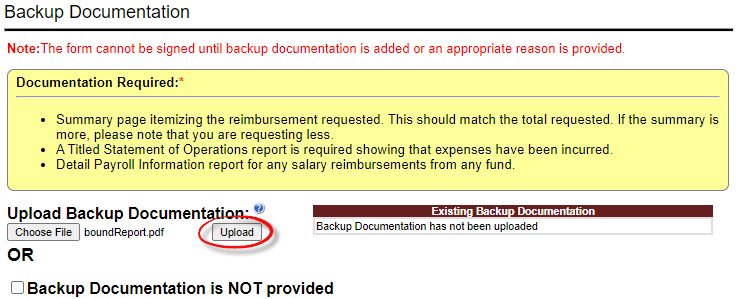 Backup Documentation
Note:The form cannot be signed until backup documentation is added or an appropriate reason is provided.
Documentation Required:*
• Summary page itemizing the reimbursement requested. This should match the total requested. If the summary is
more, please note that you are requesting less.
• A Titled Statement of Operations report is required showing that expenses have been incurred.
• Detail Payroll Information report for any salary reimbursements from any fund.
Upload Backup Documentation: ?
Choose File boundReport.pdf Upload
Existing Backup Documentation
Backup Documentation has not been uploaded
OR
Backup Documentation is NOT provided